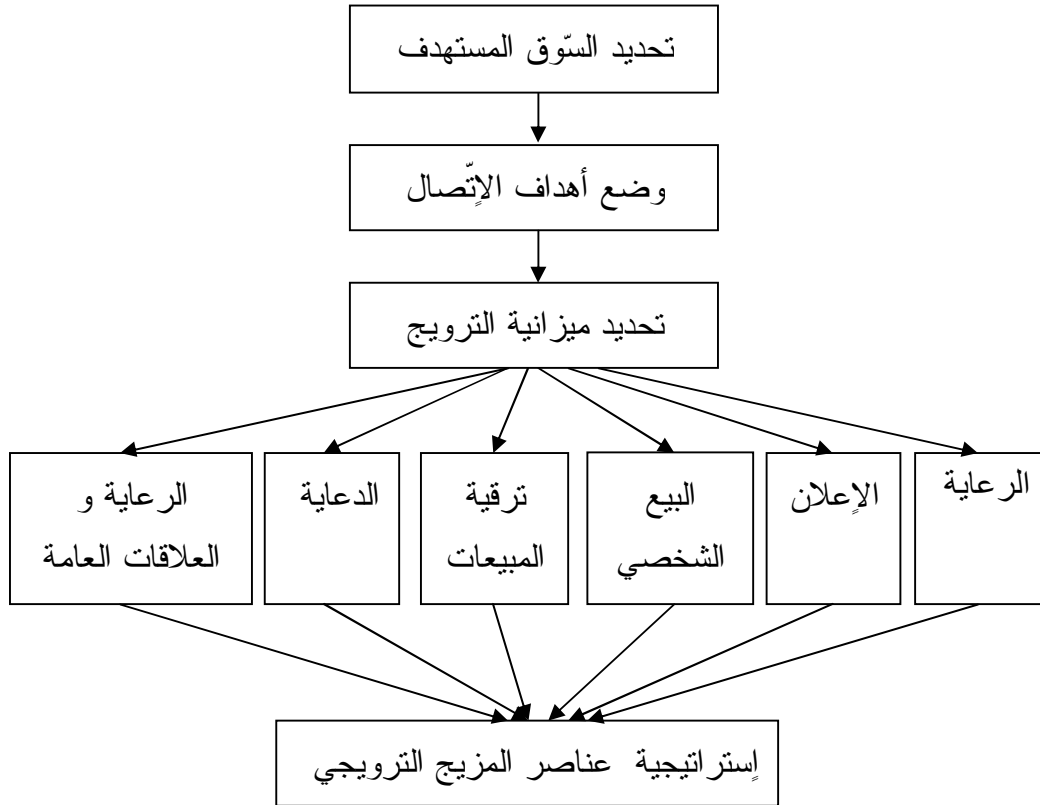 تحديد السّوق المستهدف
وضع أهداف الإتّصال
تحديد ميزانية الترويج
الرعاية
الإعلان
البيع
الشخصي
ترقية
المبيعات
الدعاية
الرعاية و
العلاقات العامة
إستراتيجية عناصر المزيج الترويجي